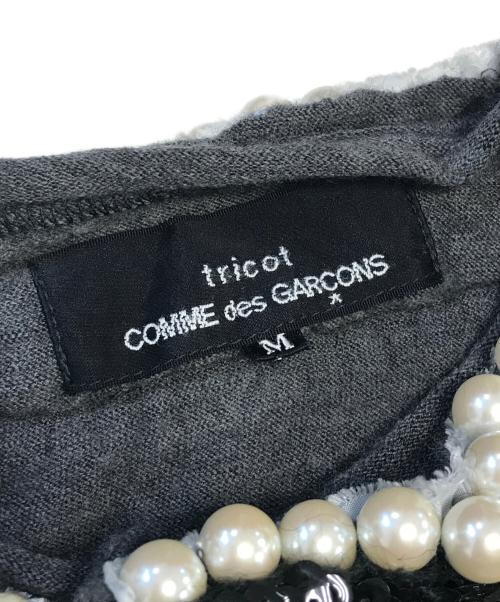 tricot
COMME des GARCONS
*
M